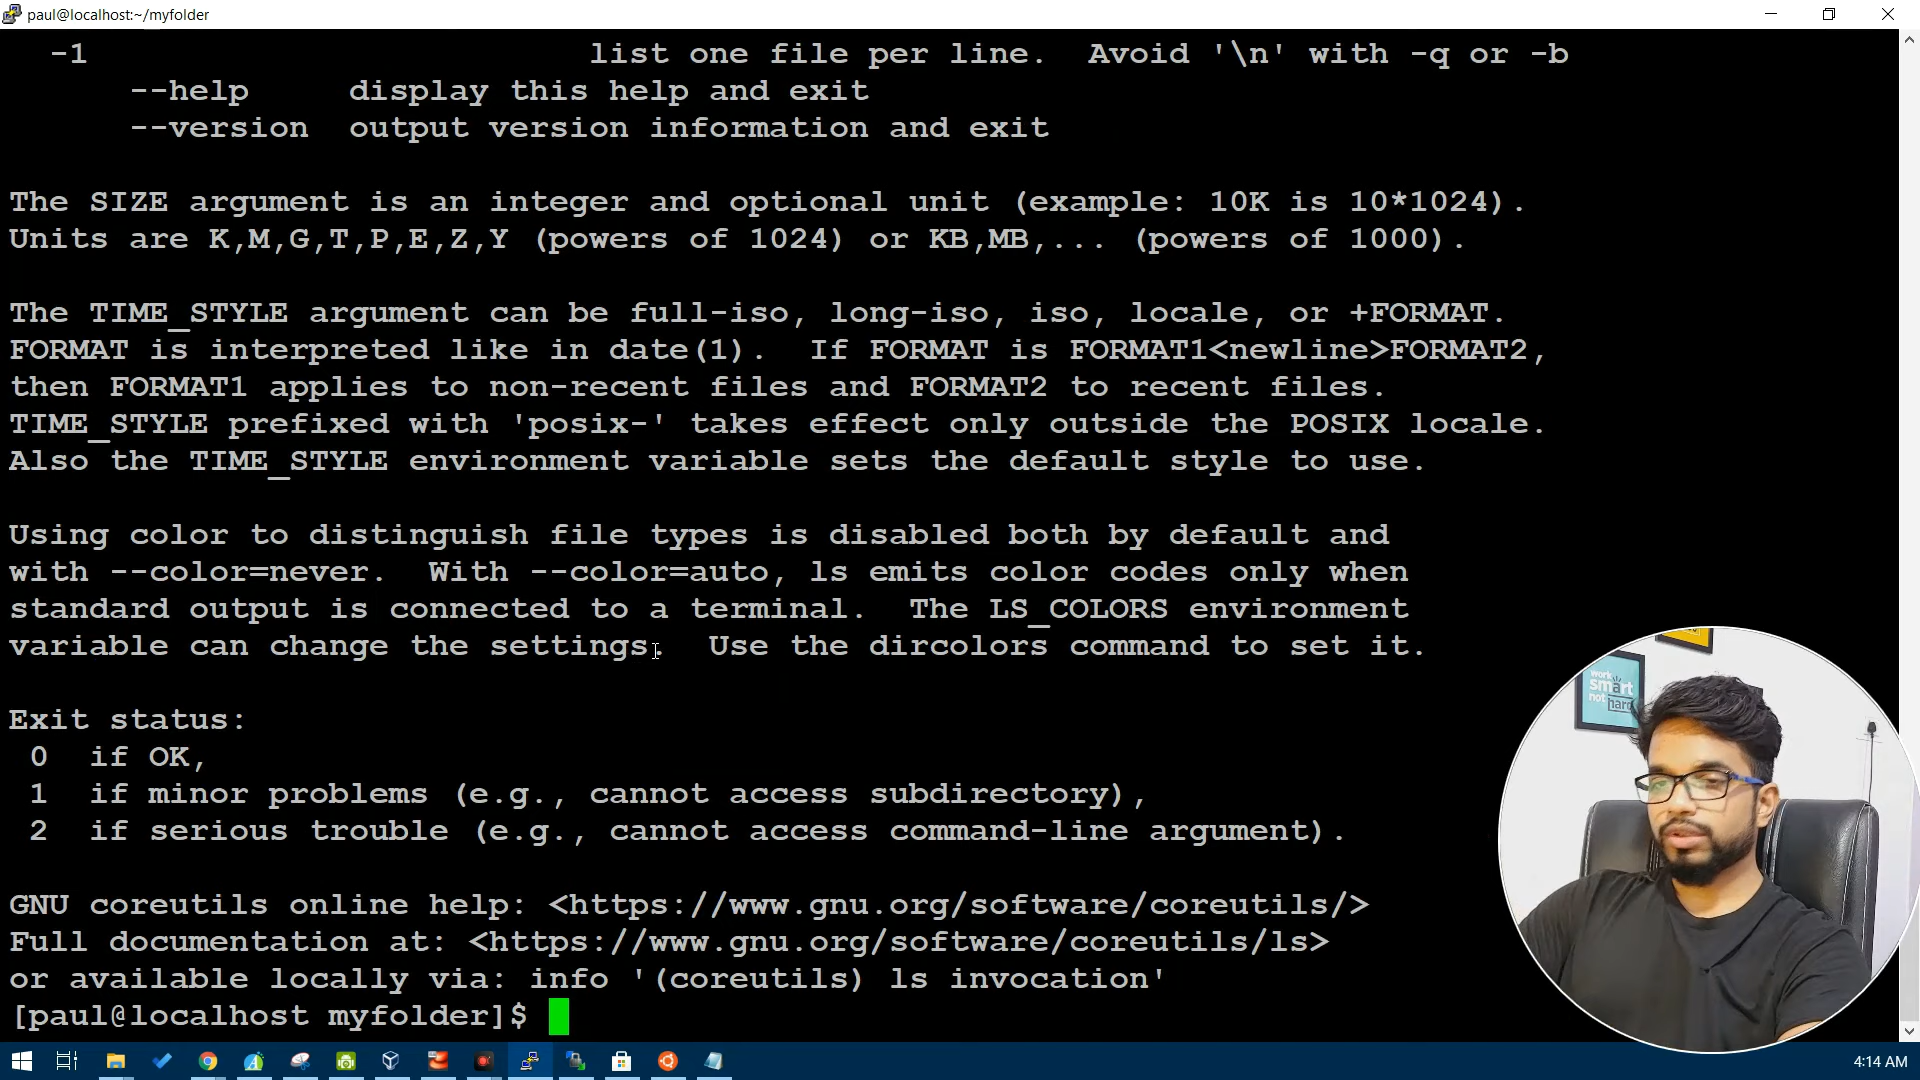 paul@localhost:~/myfolder
-1 list one file per line. Avoid '\n' with -q or -b
--help display this help and exit
--version output version information and exit
The SIZE argument is an integer and optional unit (example: 10K is 10*1024).
Units are K,M,G,T,P,E,Z,Y (powers of 1024) or KB,MB,... (powers of 1000).
The TIME_STYLE argument can be full-iso, long-iso, iso, locale, or +FORMAT.
FORMAT is interpreted like in date(1). If FORMAT is FORMAT1<newline>FORMAT2,
then FORMAT1 applies to non-recent files and FORMAT2 to recent files.
TIME_STYLE prefixed with 'posix-' takes effect only outside the POSIX locale.
Also the TIME_STYLE environment variable sets the default style to use.
Using color to distinguish file types is disabled both by default and
with --color=never. With --color=auto, ls emits color codes only when
standard output is connected to a terminal. The LS_COLORS environment
variable can change the settings. Use the dircolors command to set it.
Exit status:
0 if OK,
1 if minor problems (e.g., cannot access subdirectory),
2 if serious trouble (e.g., cannot access command-line argument).
GNU coreutils online help: <https://www.gnu.org/software/coreutils/>
Full documentation at: <https://www.gnu.org/software/coreutils/ls>
or available locally via: info '(coreutils) ls invocation'
[paul@localhost myfolder]$
work
smart
not
hard
4:14 AM